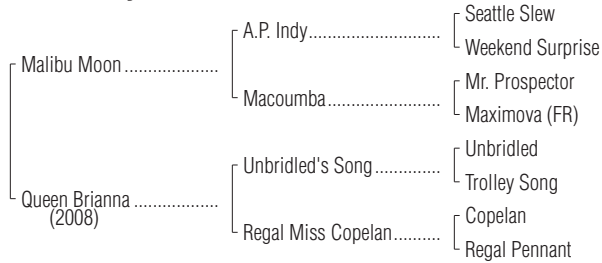 Seattle Slew
A.P. Indy
Weekend Surprise
Malibu Moon
Mr. Prospector
Macoumba
Maximova (FR)
Unbridled
Unbridled's Song
Trolley Song
Queen Brianna
(2008)
Copelan
Regal Miss Copelan
Regal Pennant